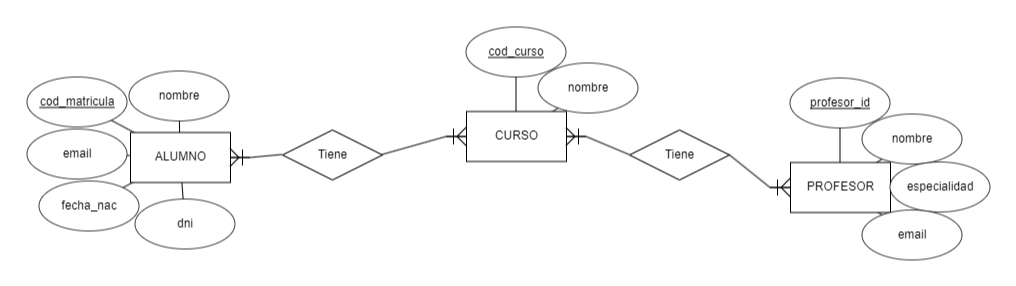 cod_curso
nombre
cod_matricula
nombre
profesor_id
CURSO
nombre
email
ALUMNO
Tiene
Tiene
PROFESOR
especialidad
fecha_nac
dni
email